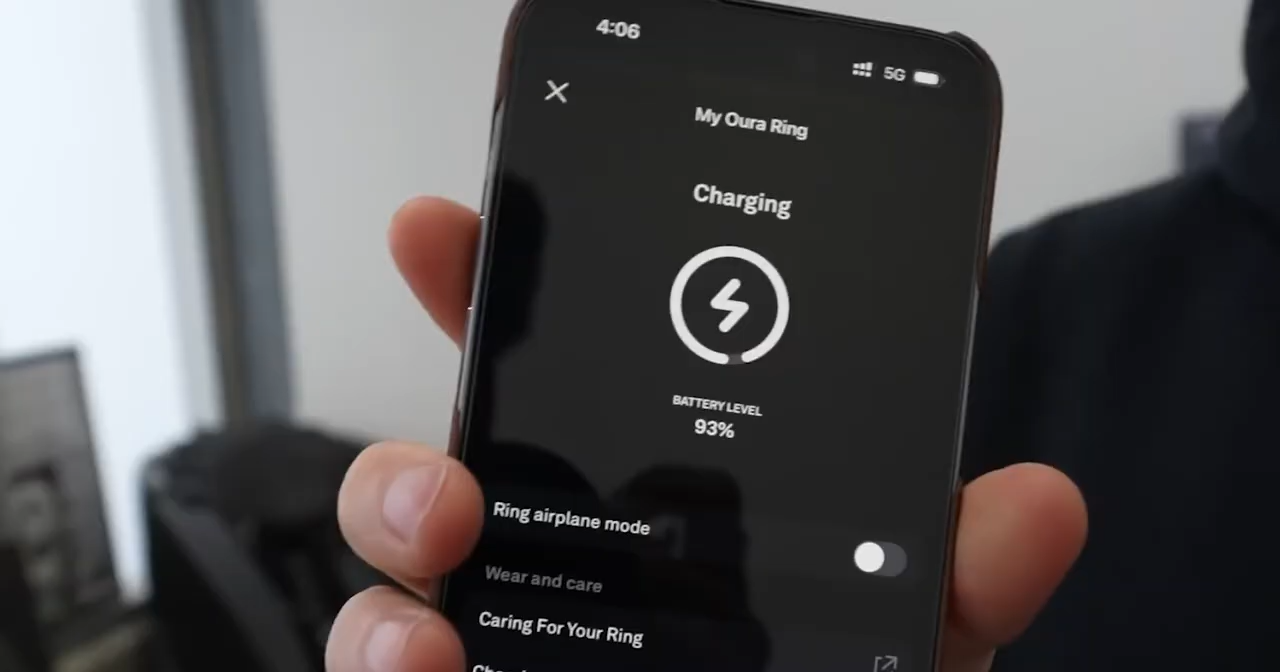 4:06
5G
My Oura Ring
Charging
BATTERY LEVEL
93%
Ring airplane mode
Wear and care
Caring For Your Ring